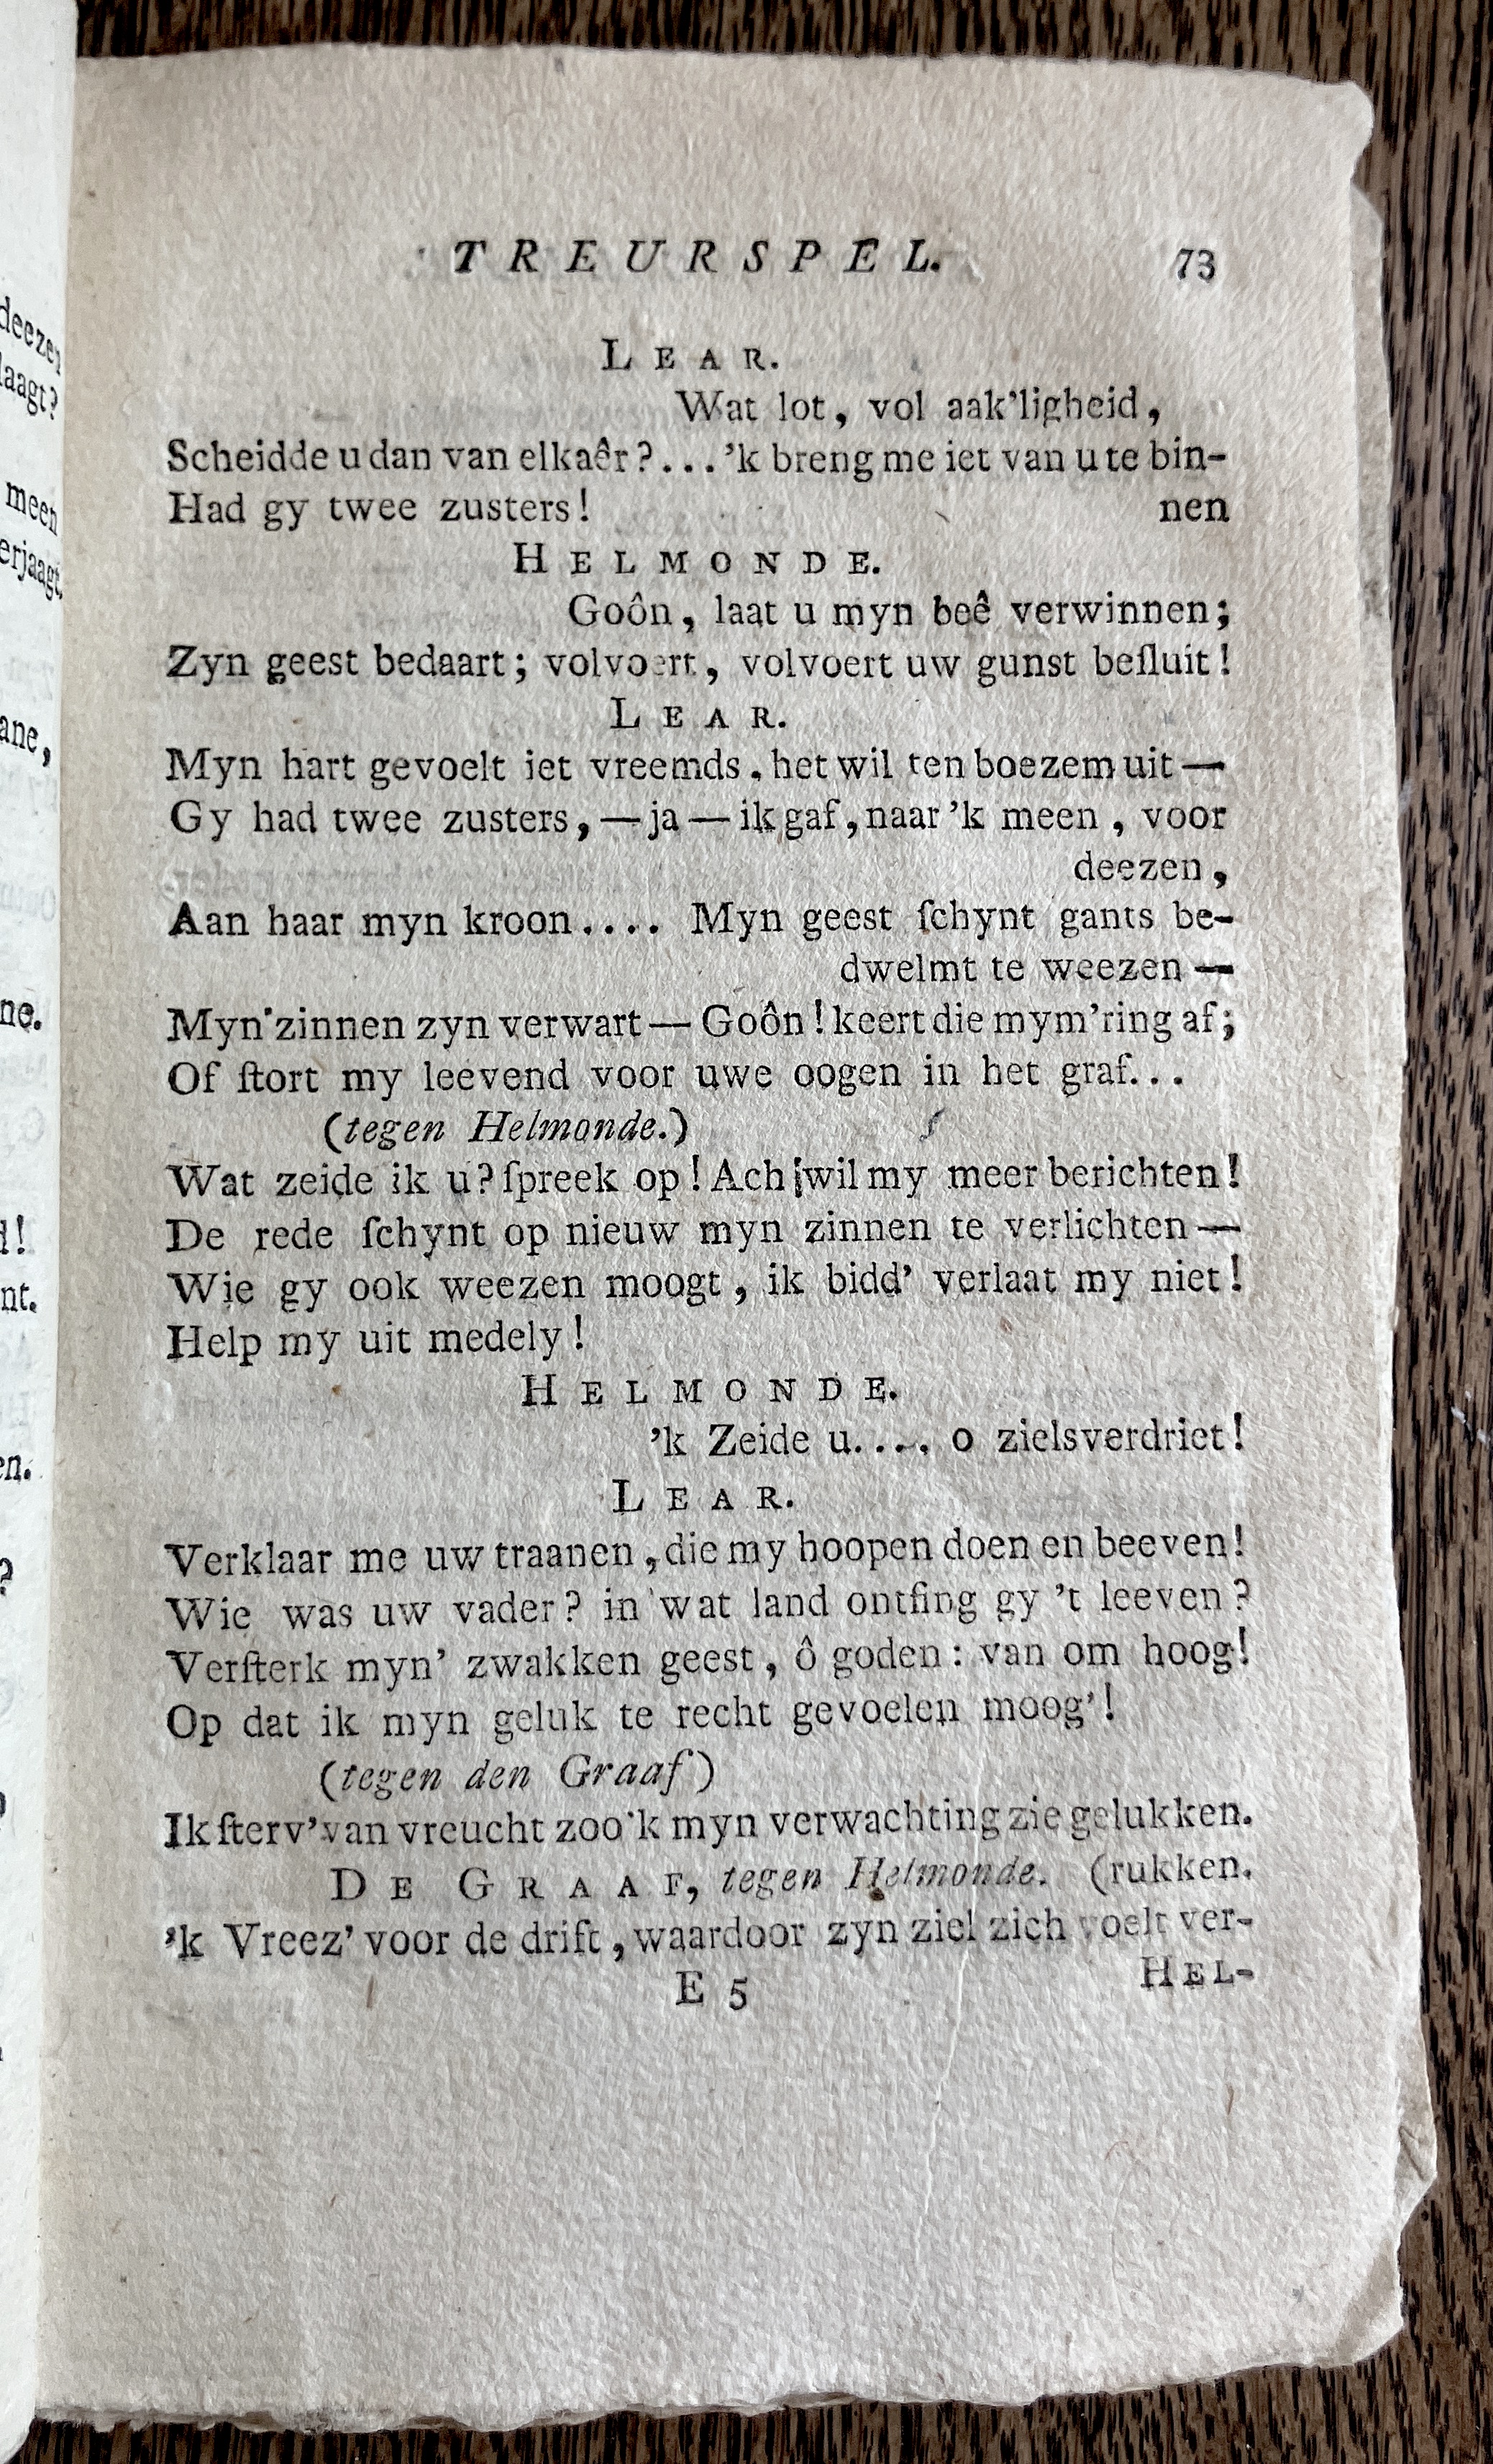 TREURSPEL. 73
LEAR.
Wat lot, vol aak'ligheid,
Scheidde u dan van elkaêr?...'k breng me iet van u te bin-
Had gy twee zusters! nen
HELMONDE.
Goôn, laat u myn beê verwinnen;
Zyn geest bedaart; volvoert, volvoert uw gunst beſluit!
LEAR.
Myn hart gevoelt iet vreemds, het wil ten boezem uit —
Gy had twee zusters, — ja — ik gaf, naar 'k meen, voor
deezen,
Aan haar myn kroon.... Myn geest ſchynt gants be-
dwelmt te weezen —
Myn zinnen zyn verwart — Goôn! keert die mym'ring af;
Of ſtort my leevend voor uwe oogen in het graf...
(tegen Helmonde.)
Wat zeide ik u? ſpreek op! Ach! wil my meer berichten!
De rede ſchynt op nieuw myn zinnen te verlichten —
Wie gy ook weezen moogt, ik bidd' verlaat my niet!
Help my uit medely!
HELMONDE.
'k Zeide u.... o zielsverdriet!
LEAR.
Verklaar me uw traanen, die my hoopen doen en beeven!
Wie was uw vader? in wat land ontfing gy 't leeven?
Verſterk myn' zwakken geest, ô goden: van om hoog!
Op dat ik myn geluk te recht gevoelen moog'!
(tegen den Graaf)
Ik ſterv' van vreucht zoo 'k myn verwachting zie gelukken.
DE GRAAF, tegen Helmonde. (rukken.
'k Vreez' voor de drift, waardoor zyn ziel zich voelt ver-
E 5 HEL-
deezen
laagt?
meen
erjaagt.
ane,
ne.
d!
nt.
en.
?